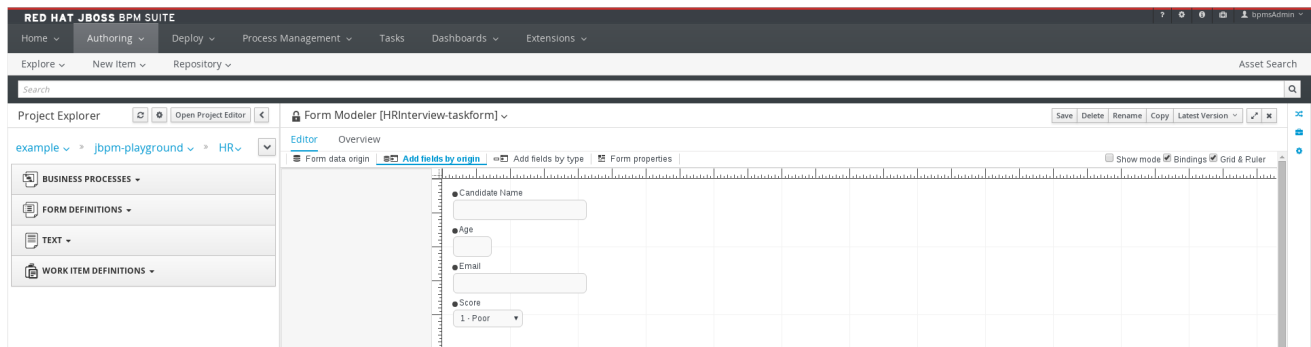 RED HAT JBOSS BPM SUITE
? bpmsAdmin
Home Authoring Deploy Process Management Tasks Dashboards Extensions
Explore New Item Repository Asset Search
Search
Project Explorer Open Project Editor
Form Modeler [HRInterview-taskform] Save Delete Rename Copy Latest Version
Editor Overview
example » jbpm-playground » HR
Form data origin Add fields by origin Add fields by type Form properties Show mode Bindings Grid & Ruler
BUSINESS PROCESSES
FORM DEFINITIONS
TEXT
WORK ITEM DEFINITIONS
Candidate Name
Age
Email
Score
1 - Poor